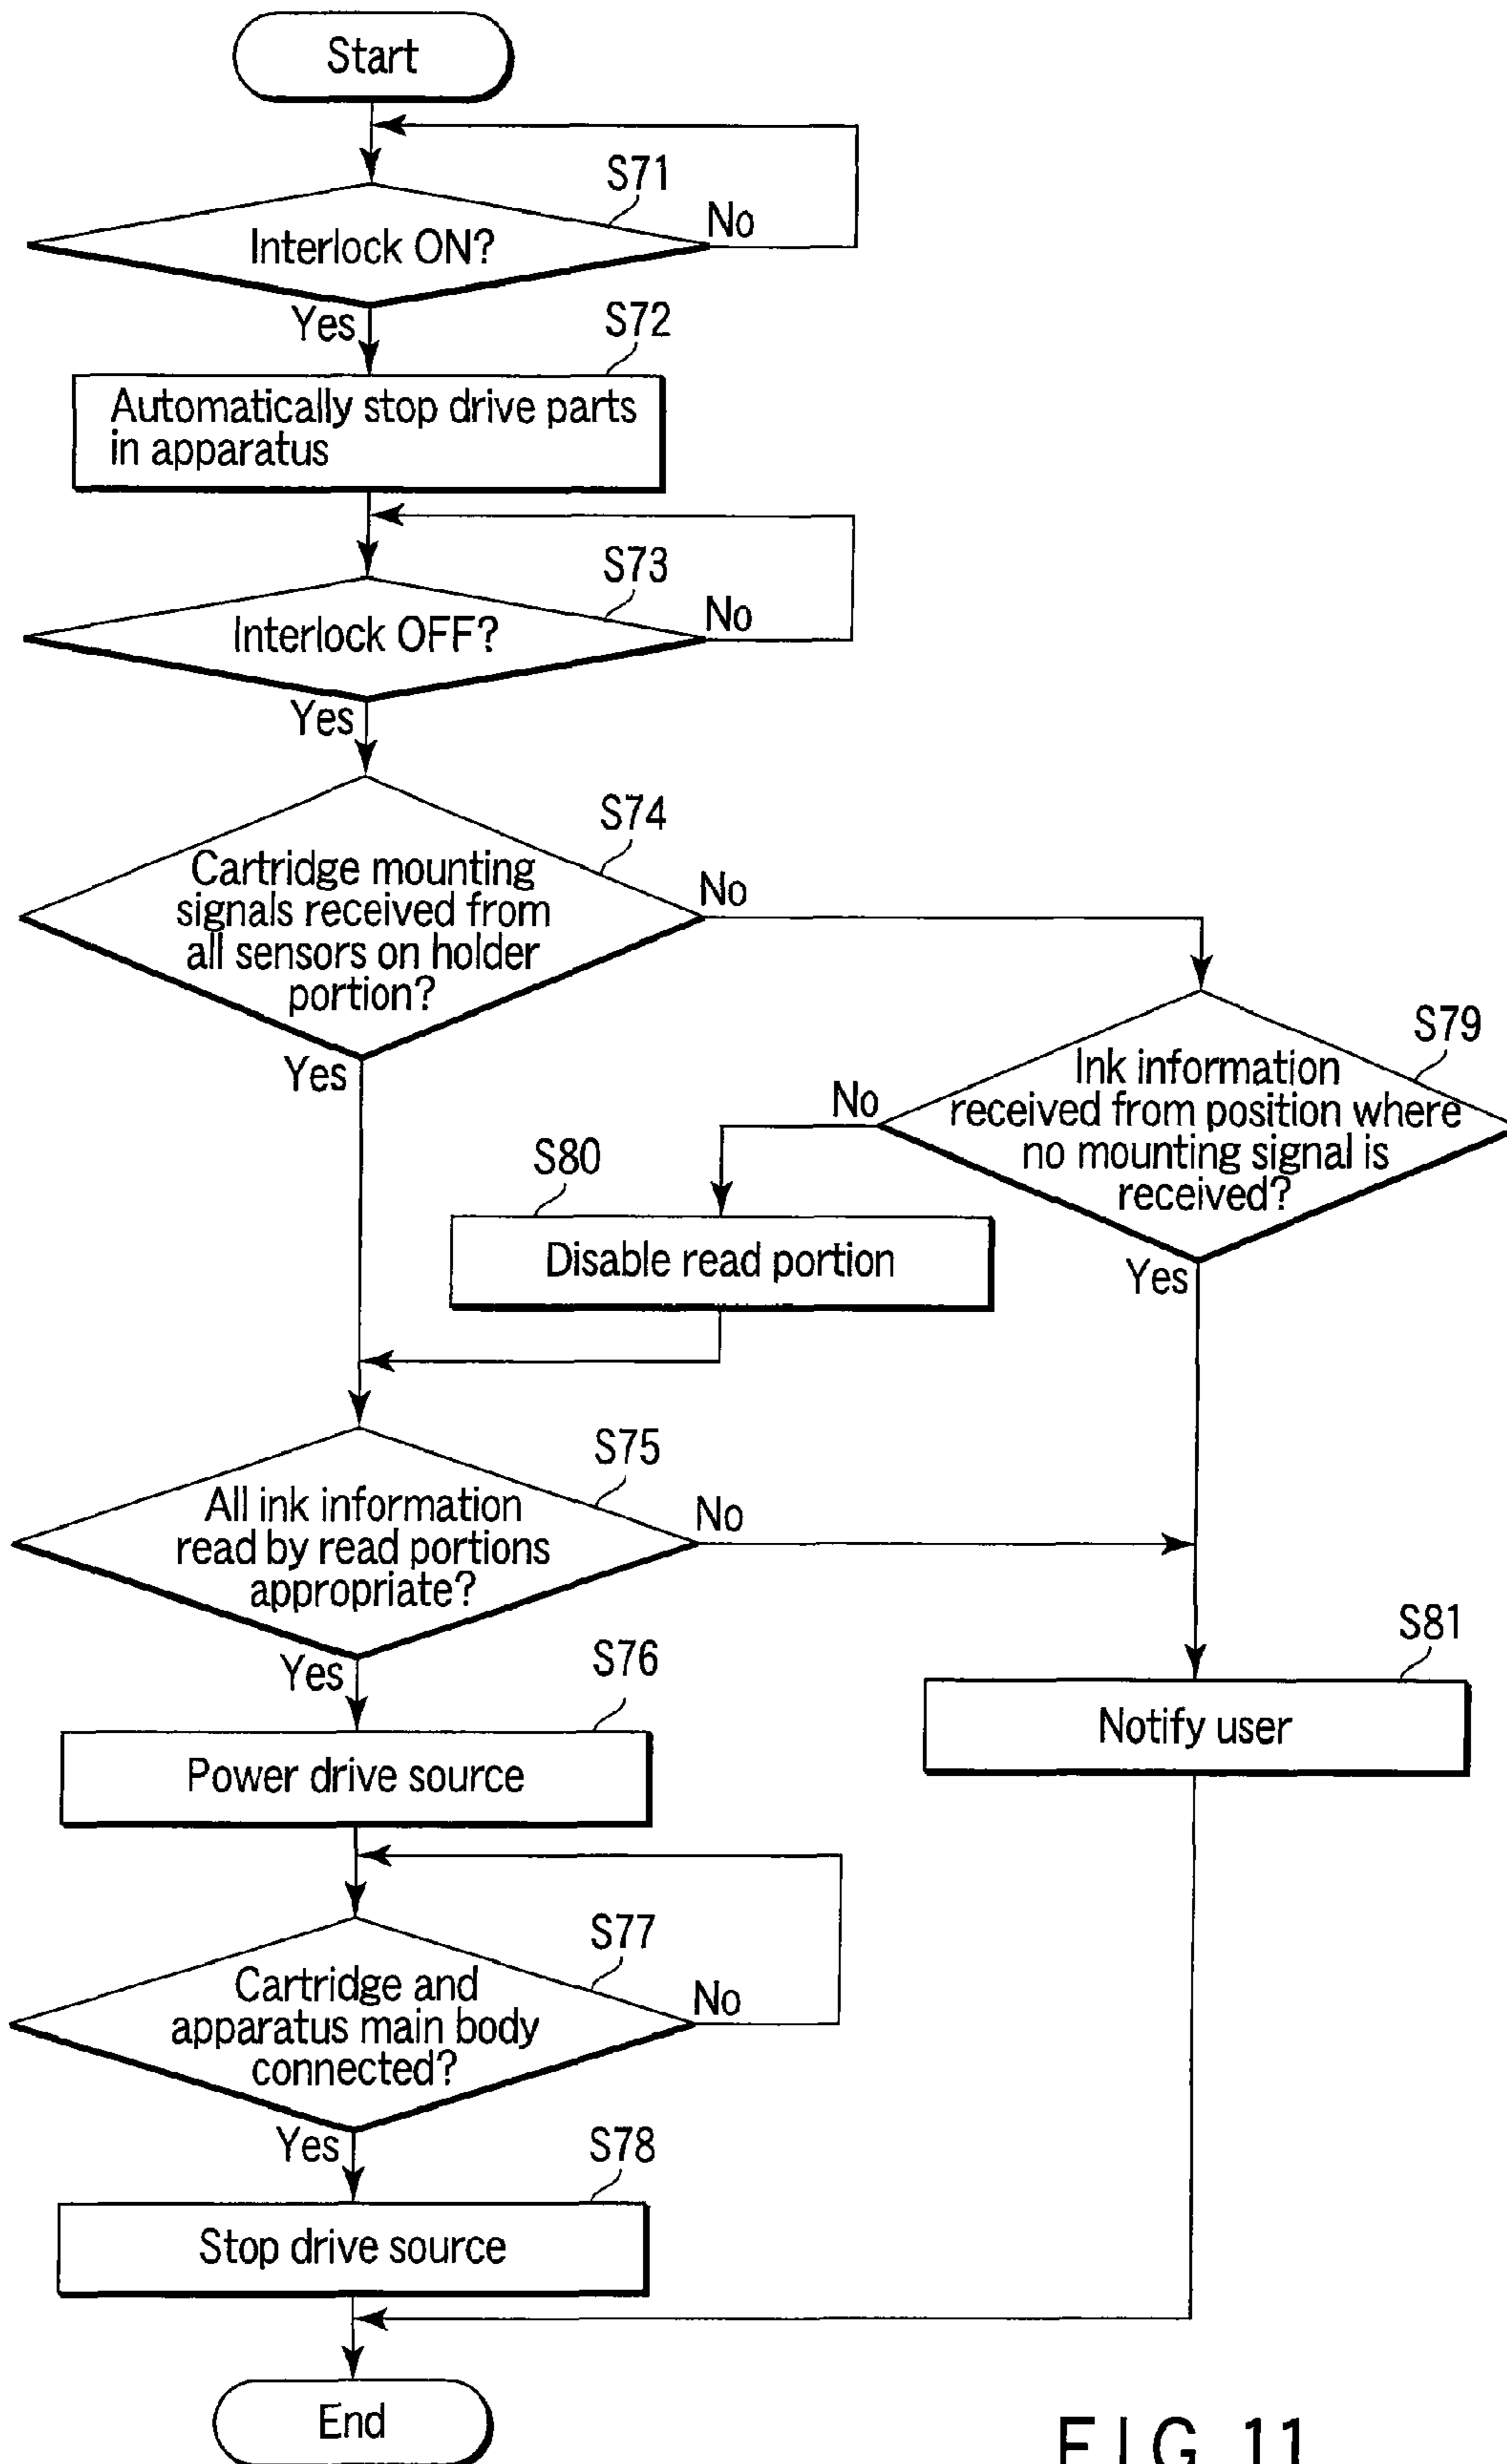 Start
S71
Interlock ON?
No
Yes
S72
Automatically stop drive parts
in apparatus
S73
Interlock OFF?
No
Yes
S74
Cartridge mounting
signals received from
all sensors on holder
portion?
No
Yes
S79
Ink information
received from position where
no mounting signal is
received?
No
Yes
S80
Disable read portion
S75
All ink information
read by read portions
appropriate?
No
Yes
S76
Power drive source
S81
Notify user
S77
Cartridge and
apparatus main body
connected?
No
Yes
S78
Stop drive source
End
FIG. 11